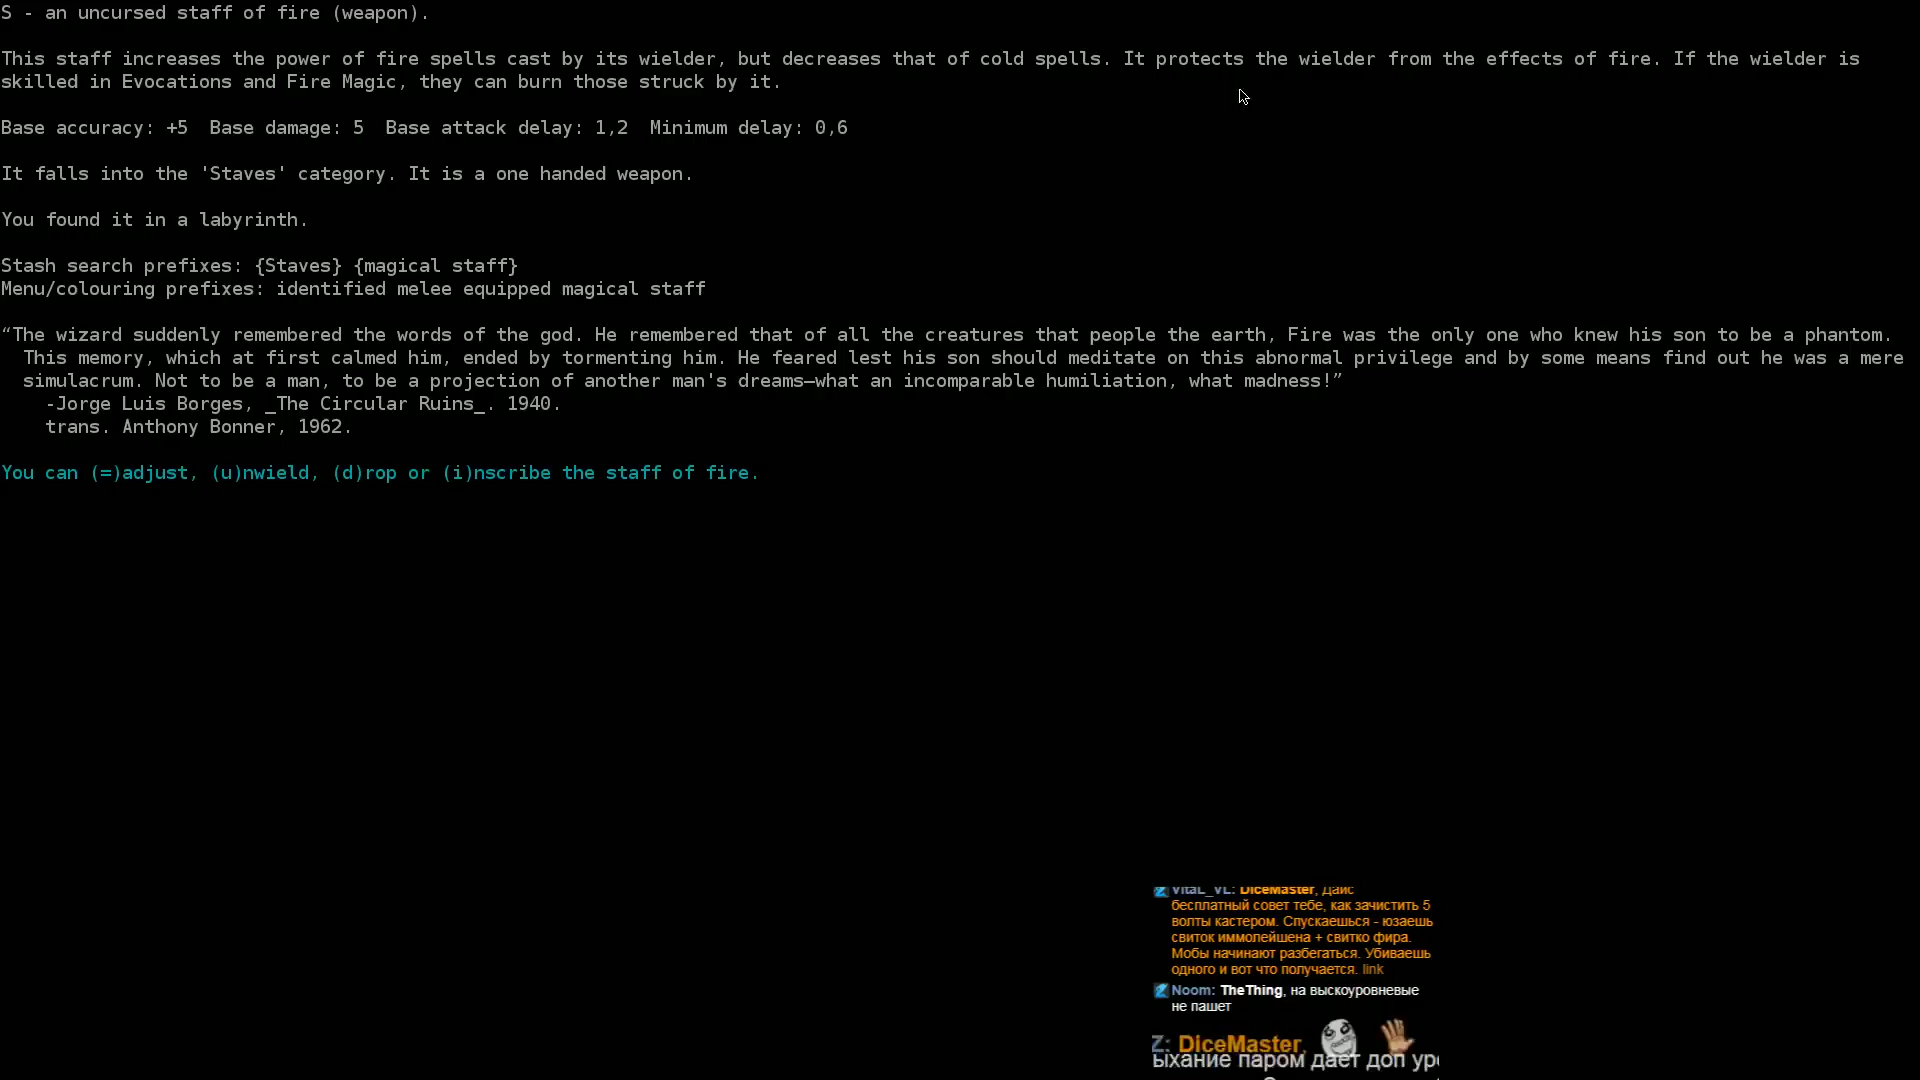 S - an uncursed staff of fire (weapon).
This staff increases the power of fire spells cast by its wielder, but decreases that of cold spells. It protects the wielder from the effects of fire. If the wielder is
skilled in Evocations and Fire Magic, they can burn those struck by it.
Base accuracy: +5  Base damage: 5  Base attack delay: 1,2  Minimum delay: 0,6
It falls into the 'Staves' category. It is a one handed weapon.
You found it in a labyrinth.
Stash search prefixes: {Staves} {magical staff}
Menu/colouring prefixes: identified melee equipped magical staff
“The wizard suddenly remembered the words of the god. He remembered that of all the creatures that people the earth, Fire was the only one who knew his son to be a phantom.
This memory, which at first calmed him, ended by tormenting him. He feared lest his son should meditate on this abnormal privilege and by some means find out he was a mere
simulacrum. Not to be a man, to be a projection of another man's dreams—what an incomparable humiliation, what madness!”
-Jorge Luis Borges, _The Circular Ruins_. 1940.
trans. Anthony Bonner, 1962.
You can (=)adjust, (u)nwield, (d)rop or (i)nscribe the staff of fire.
VitaL_VL: DiceMaster, Дайс
бесплатный совет тебе, как зачистить 5
волты кастером. Спускаешься - юзаешь
свиток иммолейшена + свитко фира.
Мобы начинают разбегаться. Убиваешь
одного и вот что получается. link
Noom: TheThing, на выскоуровневые
не пашет
Z: DiceMaster,
ыхание паром дает доп ур